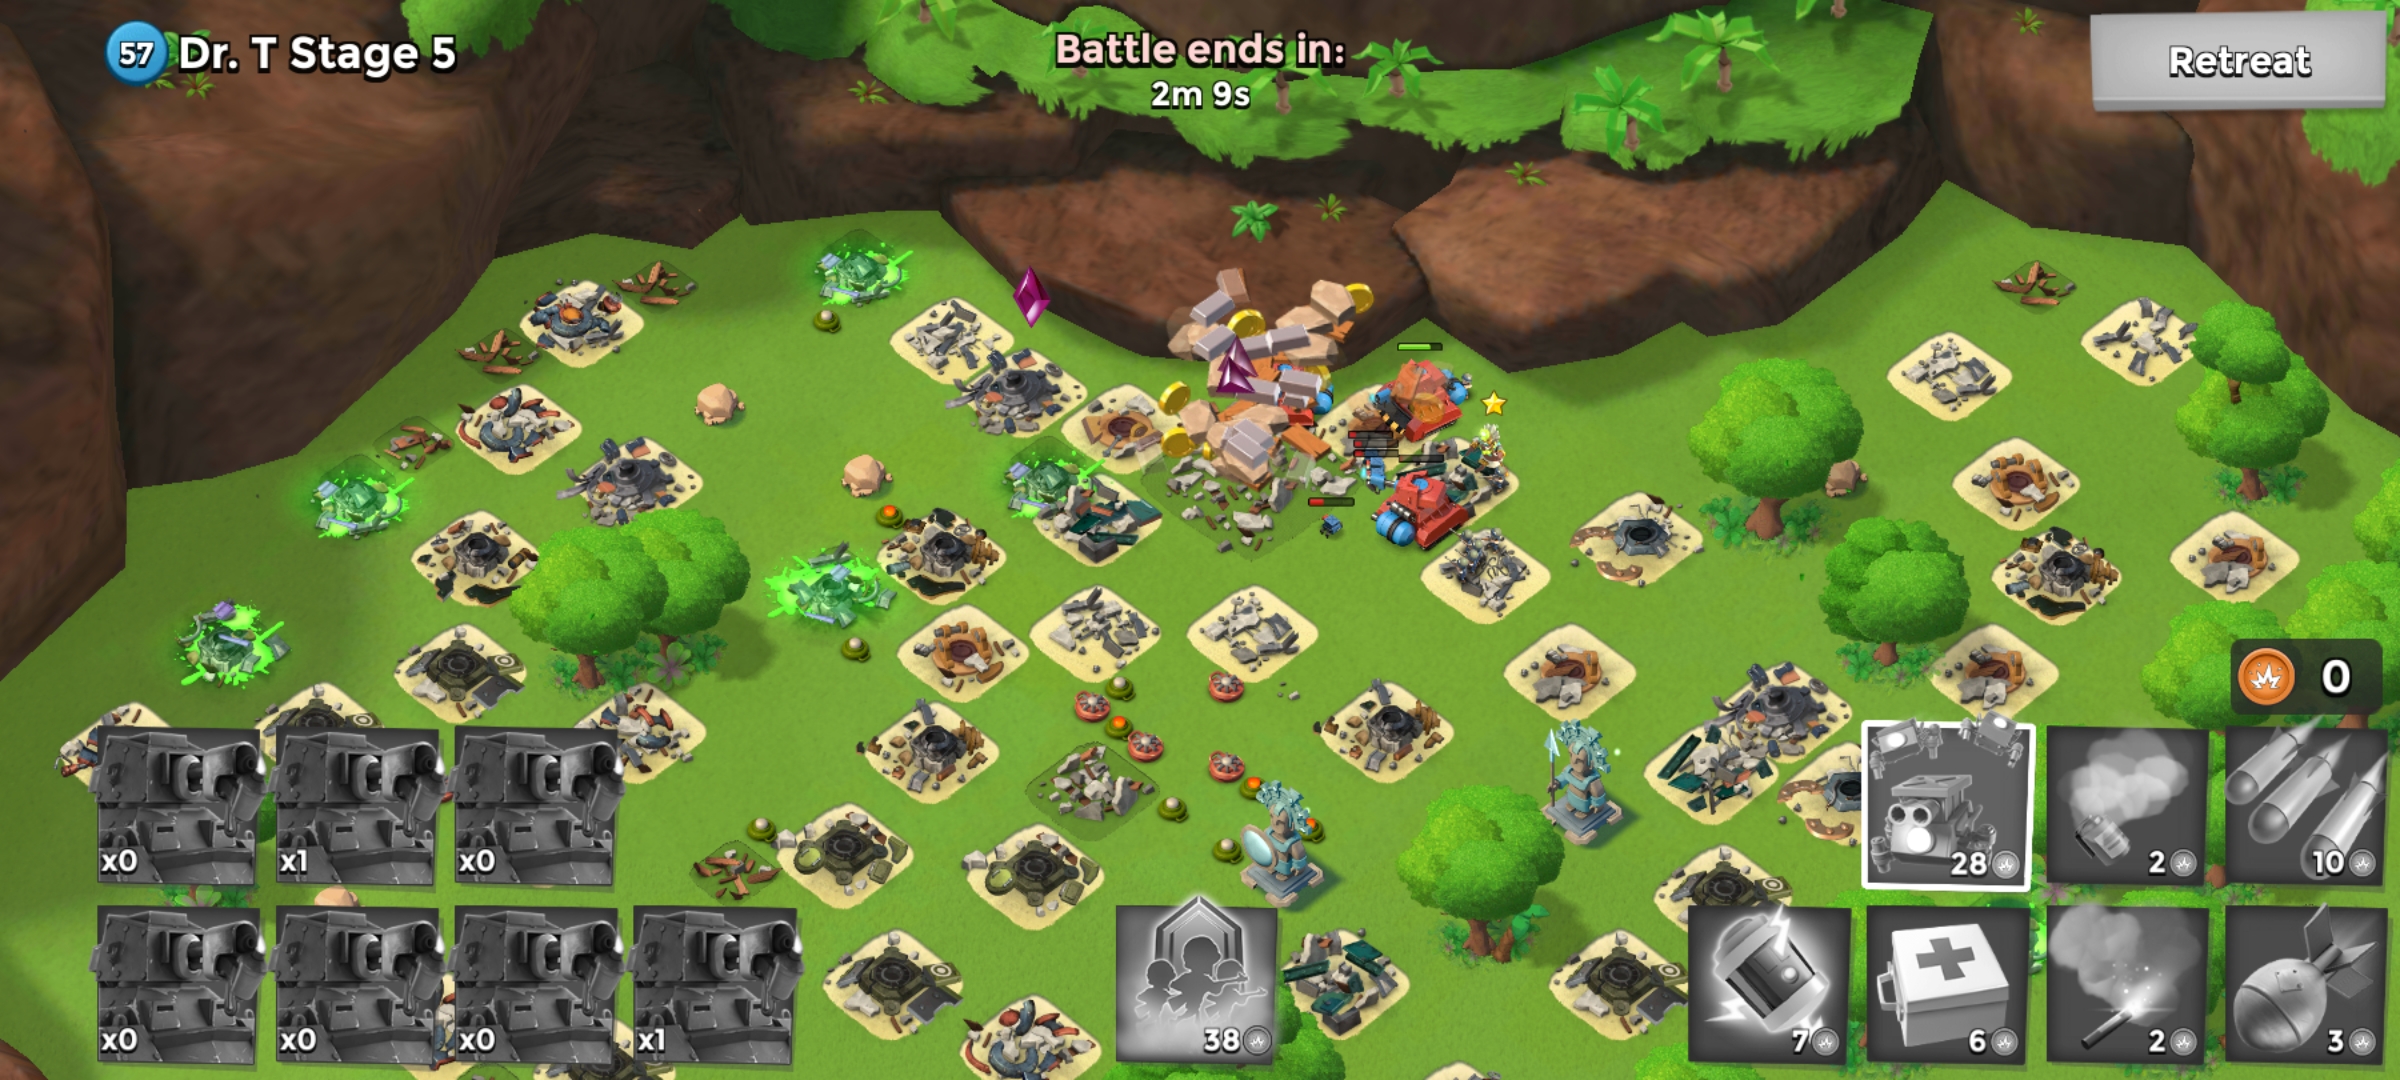 57 Dr. T Stage 5
Battle ends in:
2m 9s
Retreat
0
x0
x1
x0
28
2
10
x0
x0
x0
x1
38
7
6
2
3